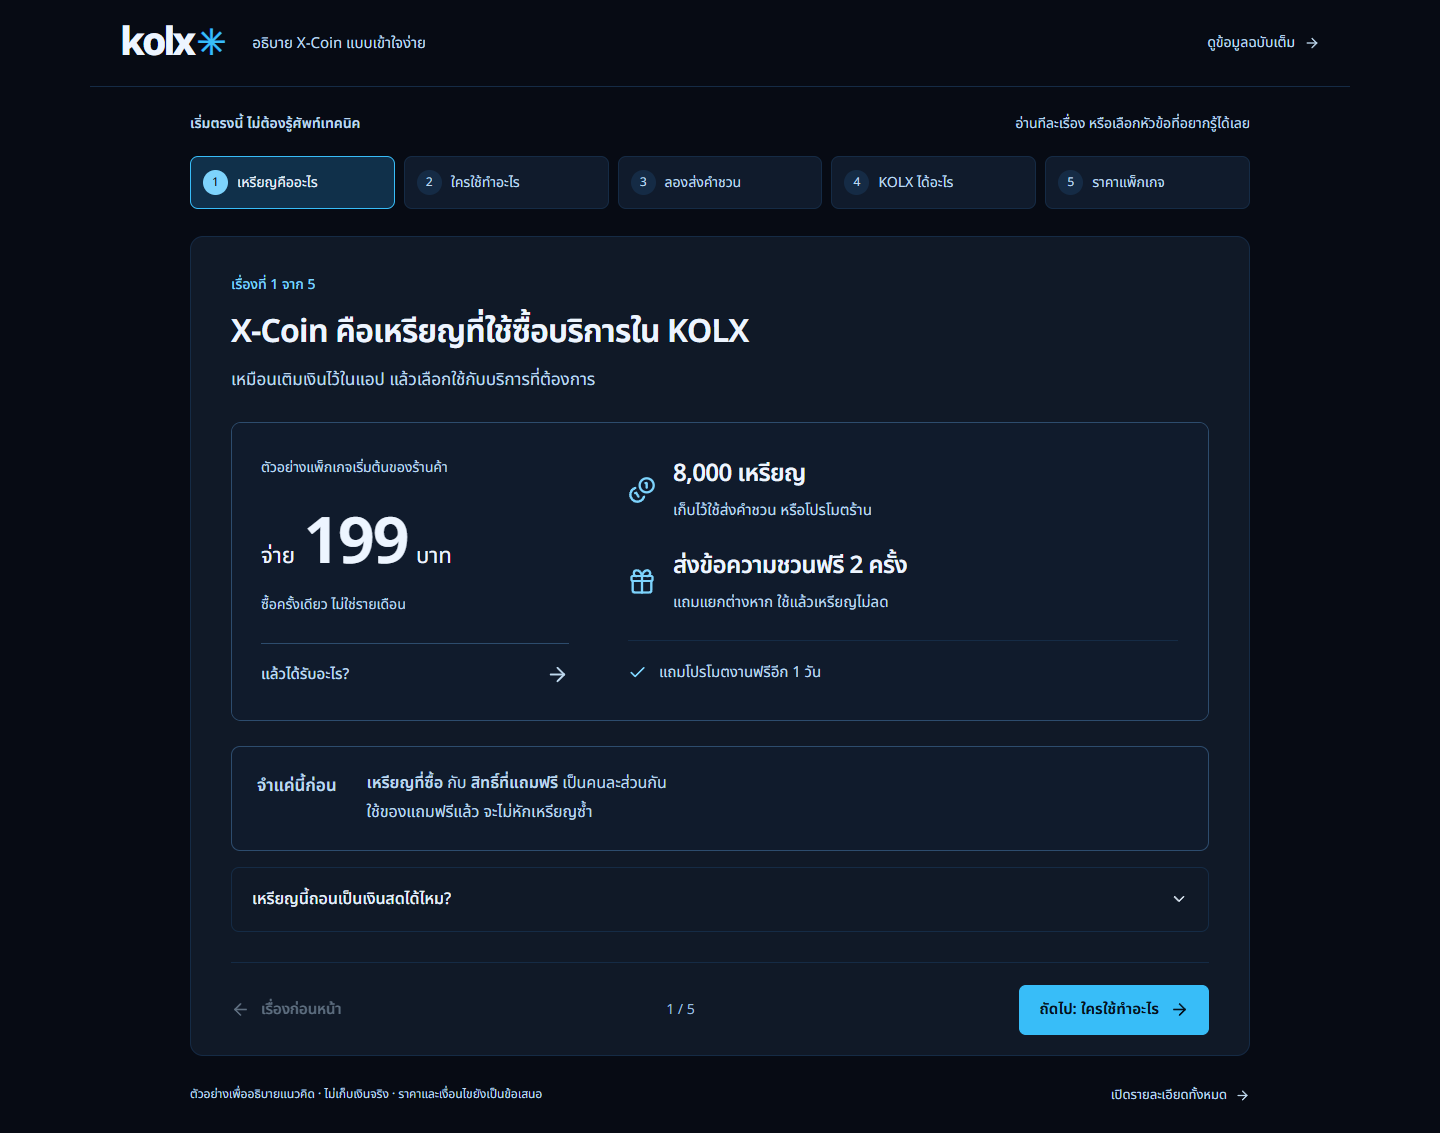 kolx
อธิบาย X-Coin แบบเข้าใจง่าย
ดูข้อมูลฉบับเต็ม
เริ่มตรงนี้ ไม่ต้องรู้ศัพท์เทคนิค
อ่านทีละเรื่อง หรือเลือกหัวข้อที่อยากรู้ได้เลย
1 เหรียญคืออะไร
2 ใครใช้ทำอะไร
3 ลองส่งคำชวน
4 KOLX ได้อะไร
5 ราคาแพ็กเกจ
เรื่องที่ 1 จาก 5
X-Coin คือเหรียญที่ใช้ซื้อบริการใน KOLX
เหมือนเติมเงินไว้ในแอป แล้วเลือกใช้กับบริการที่ต้องการ
ตัวอย่างแพ็กเกจเริ่มต้นของร้านค้า
จ่าย 199 บาท
ซื้อครั้งเดียว ไม่ใช่รายเดือน
แล้วได้รับอะไร?
8,000 เหรียญ
เก็บไว้ใช้ส่งคำชวน หรือโปรโมตร้าน
ส่งข้อความชวนฟรี 2 ครั้ง
แถมแยกต่างหาก ใช้แล้วเหรียญไม่ลด
แถมโปรโมตงานฟรีอีก 1 วัน
จำแค่นี้ก่อน
เหรียญที่ซื้อ กับ สิทธิ์ที่แถมฟรี เป็นคนละส่วนกัน
ใช้ของแถมฟรีแล้ว จะไม่หักเหรียญซ้ำ
เหรียญนี้ถอนเป็นเงินสดได้ไหม?
เรื่องก่อนหน้า
1 / 5
ถัดไป: ใครใช้ทำอะไร
ตัวอย่างเพื่ออธิบายแนวคิด · ไม่เก็บเงินจริง · ราคาและเงื่อนไขยังเป็นข้อเสนอ
เปิดรายละเอียดทั้งหมด